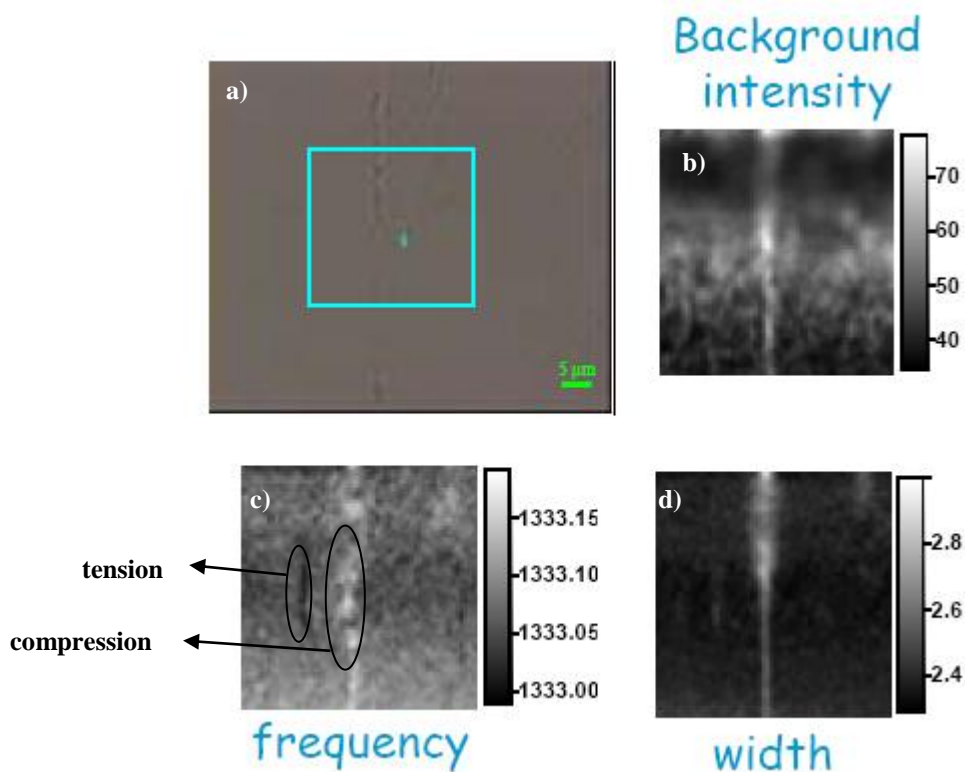 Background
intensity
a)
b)
70
60
50
40
5 µm
c)
1333.15
1333.10
1333.05
1333.00
tension
compression
d)
2.8
2.6
2.4
frequency
width